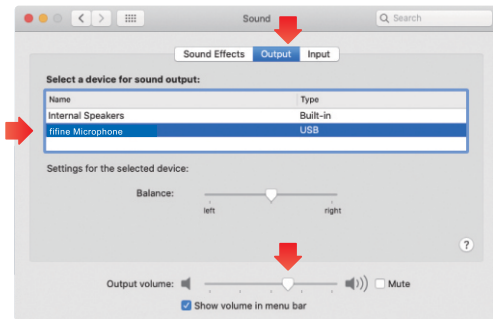 Sound
Search
Sound Effects Output Input
Select a device for sound output:
Name Type
Internal Speakers Built-in
fifine Microphone USB
Settings for the selected device:
Balance:
left right
?
Output volume: Mute
Show volume in menu bar